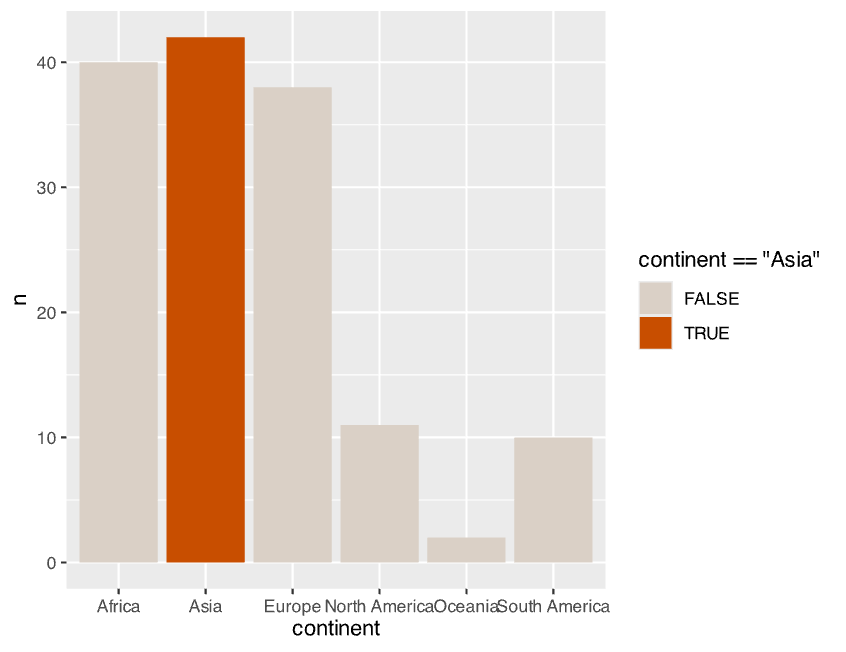 n
40
30
20
10
0
Africa Asia Europe North America Oceania South America
continent
continent == "Asia"
FALSE
TRUE